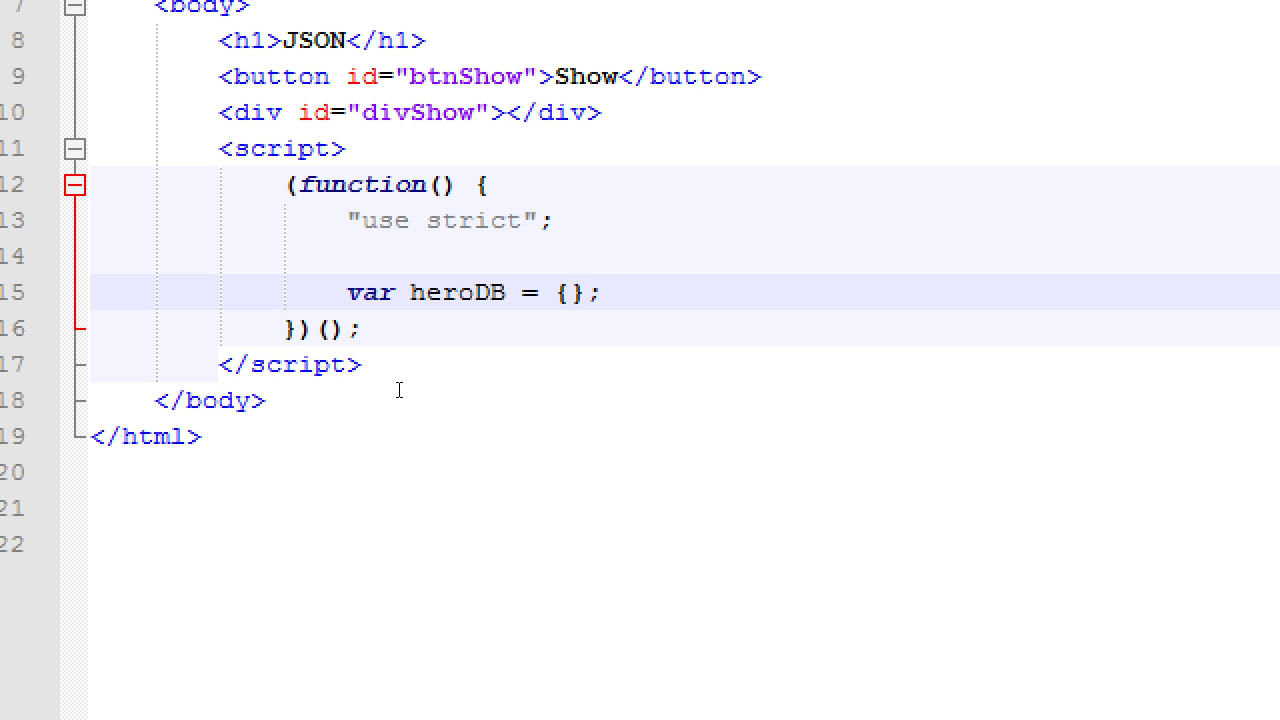 7 <body>
8 <h1>JSON</h1>
9 <button id="btnShow">Show</button>
10 <div id="divShow"></div>
11 <script>
12 (function() {
13 "use strict";
14
15 var heroDB = {};
16 })();
17 </script>
18 </body>
19 </html>
20
21
22